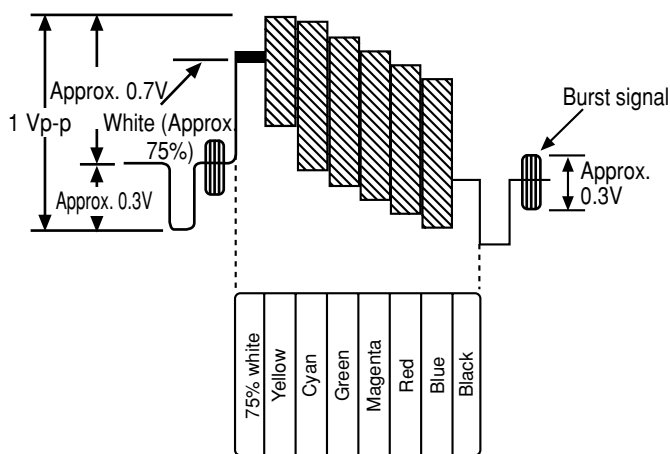 Approx. 0.7V
1 Vp-p
White (Approx.
75%)
Approx. 0.3V
Burst signal
Approx.
0.3V
75% white
Yellow
Cyan
Green
Magenta
Red
Blue
Black